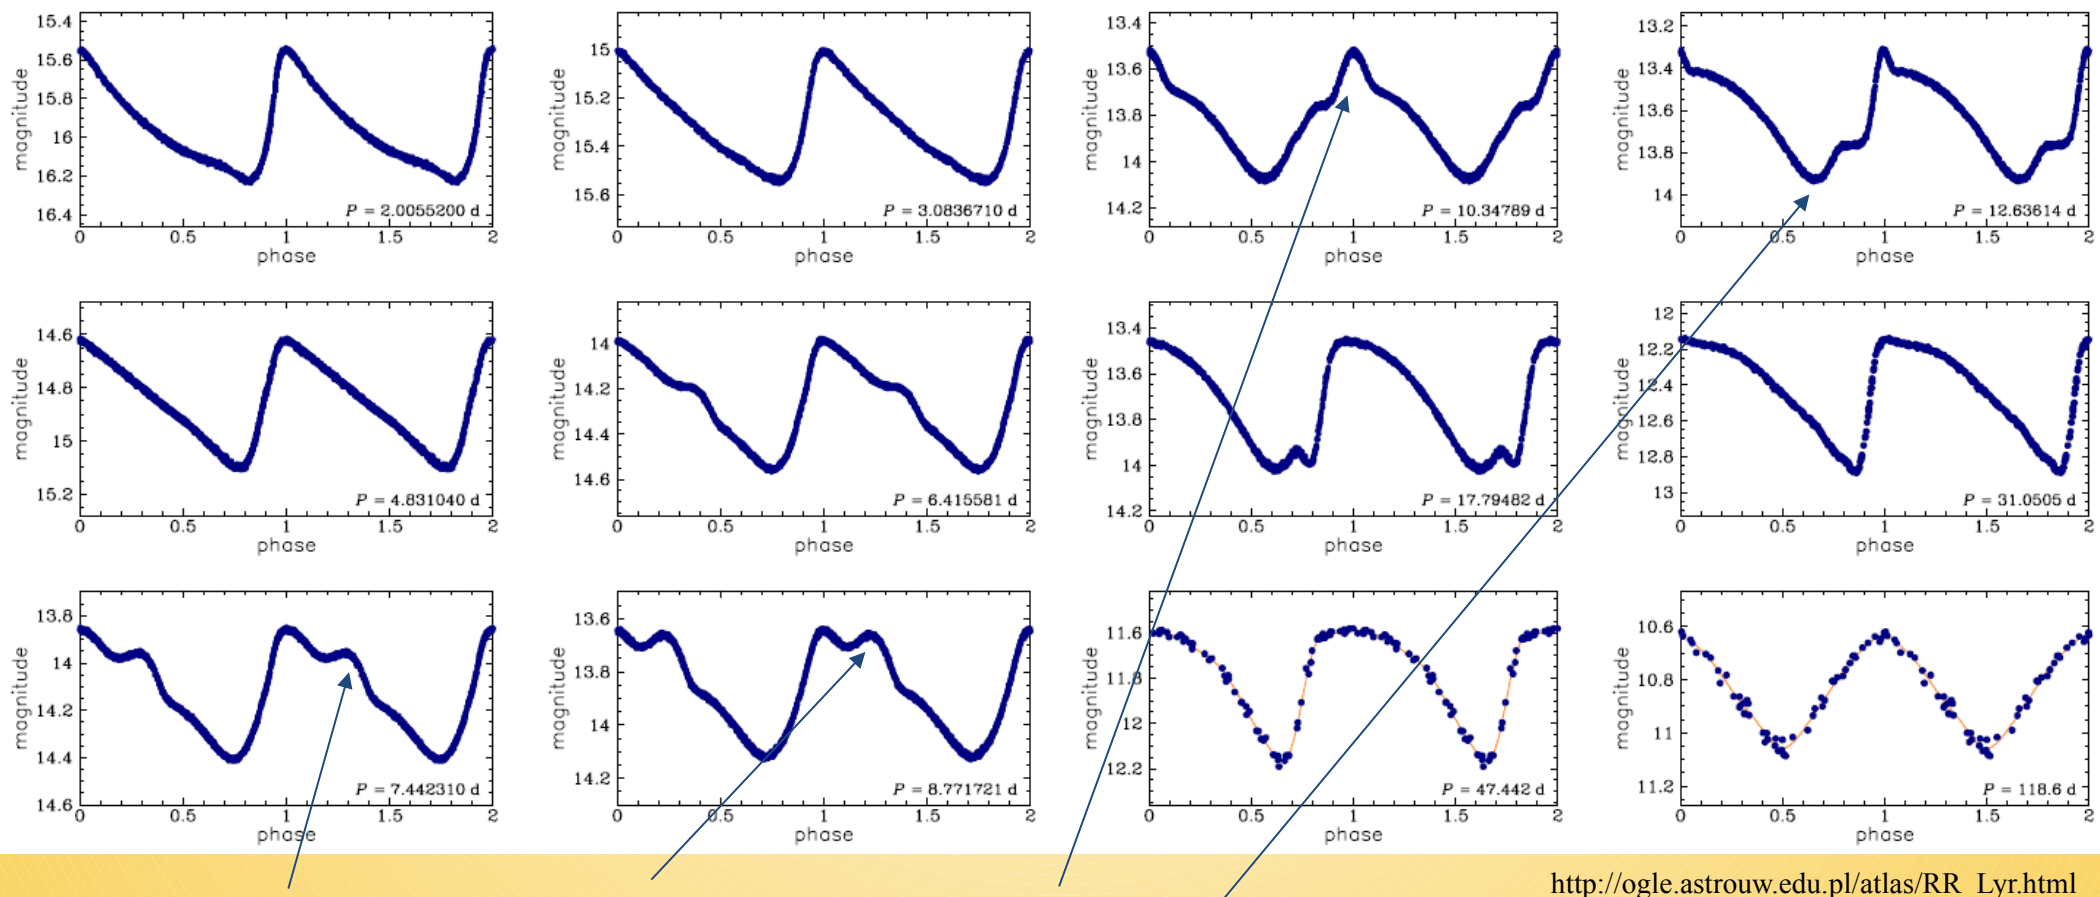 15.4
15.6
15.8
16
16.2
16.4
magnitude
P = 2.0055200 d
0 0.5 1 1.5 2
phase
15
15.2
15.4
15.6
magnitude
P = 3.0836710 d
0 0.5 1 1.5 2
phase
13.4
13.6
13.8
14
14.2
magnitude
P = 10.34789 d
0 0.5 1 1.5 2
phase
13.2
13.4
13.6
13.8
14
magnitude
P = 12.63614 d
0 0.5 1 1.5 2
phase
14.6
14.8
15
15.2
magnitude
P = 4.831040 d
0 0.5 1 1.5 2
phase
14
14.2
14.4
14.6
magnitude
P = 6.415581 d
0 0.5 1 1.5 2
phase
13.4
13.6
13.8
14
14.2
magnitude
P = 17.79482 d
0 0.5 1 1.5 2
phase
12
12.2
12.4
12.6
12.8
13
magnitude
P = 31.0505 d
0 0.5 1 1.5 2
phase
13.8
14
14.2
14.4
14.6
magnitude
P = 7.442310 d
0 0.5 1 1.5 2
phase
13.6
13.8
14
14.2
magnitude
P = 8.771721 d
0 0.5 1 1.5 2
phase
11.6
11.8
12
12.2
magnitude
P = 47.442 d
0 0.5 1 1.5 2
phase
10.6
10.8
11
11.2
magnitude
P = 118.6 d
0 0.5 1 1.5 2
phase
http://ogle.astrouw.edu.pl/atlas/RR_Lyr.html